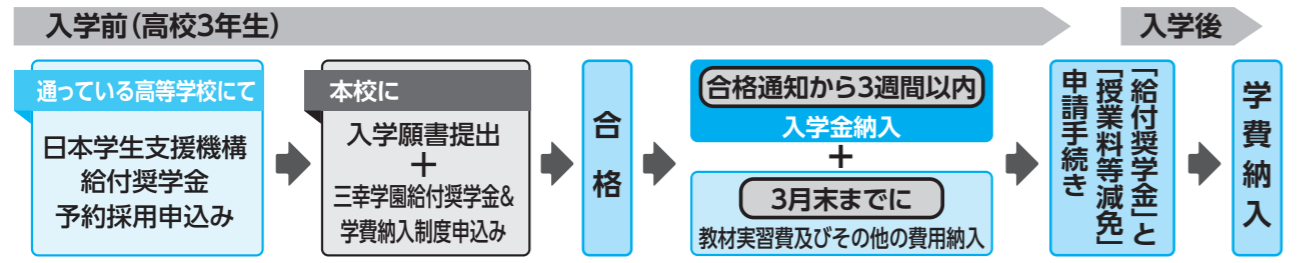 入学前(高校3年生)
入学後
通っている高等学校にて
日本学生支援機構
給付奨学金
予約採用申込み
本校に
入学願書提出
+
三幸学園給付奨学金&
学費納入制度申込み
合格
合格通知から3週間以内
入学金納入
+
3月末までに
教材実習費及びその他の費用納入
「給付奨学金」と
「授業料等減免」
申請手続き
学費納入